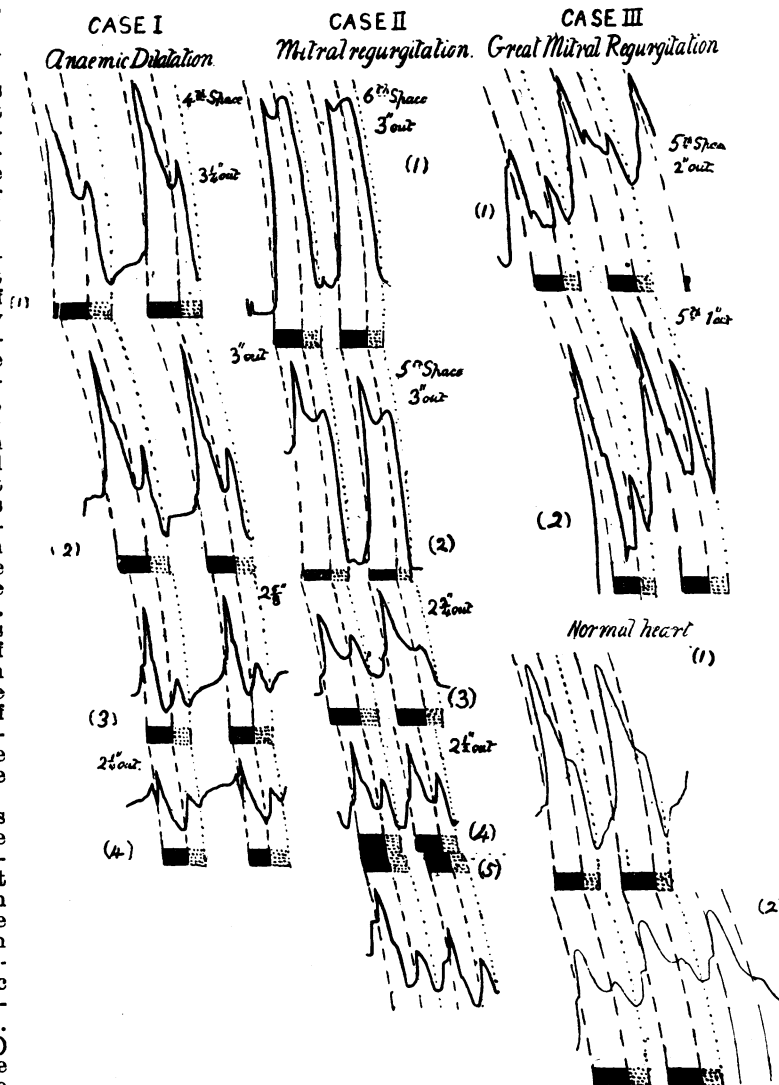 CASE I
Anaemic Dilatation
4th Space
3¼" out
(1)
(2)
2⅝"
(3)
2¼" out.
(4)
CASE II
Mitral regurgitation.
6th Space
3" out
(1)
3" out
5th Space
3" out
(2)
2¾" out
(3)
2½" out
(4)
(5)
CASE III
Great Mitral Regurgitation
5th Space
2" out
(1)
5th 1" out
(2)
Normal heart
(1)
(2